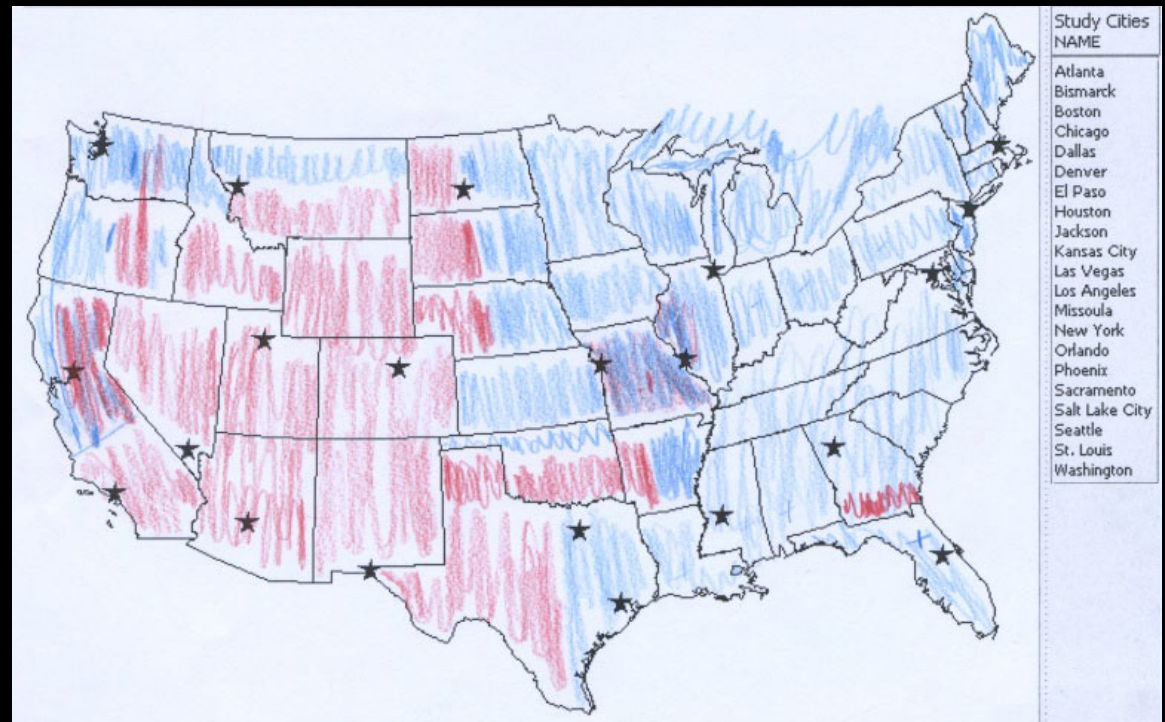 Study Cities
NAME
Atlanta
Bismarck
Boston
Chicago
Dallas
Denver
El Paso
Houston
Jackson
Kansas City
Las Vegas
Los Angeles
Missoula
New York
Orlando
Phoenix
Sacramento
Salt Lake City
Seattle
St. Louis
Washington